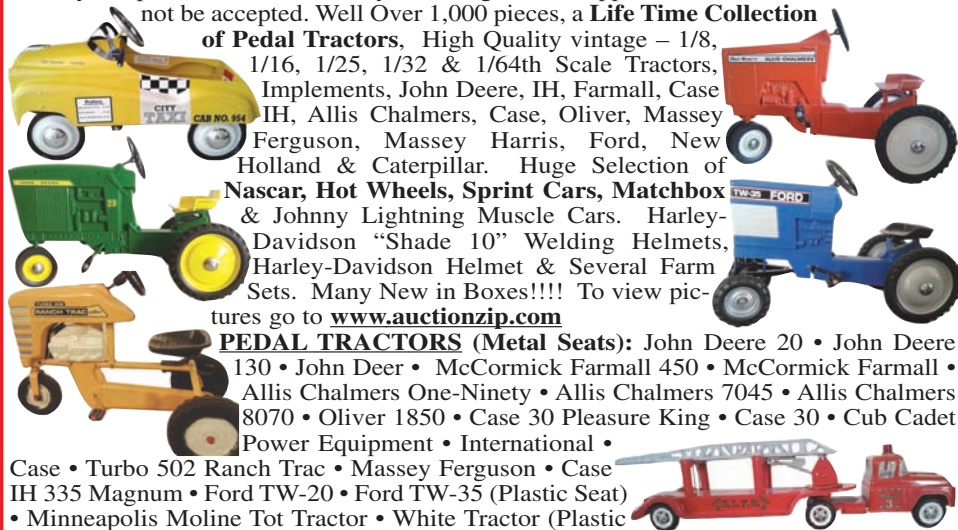 not be accepted. Well Over 1,000 pieces, a Life Time Collection
of Pedal Tractors, High Quality vintage – 1/8,
1/16, 1/25, 1/32 & 1/64th Scale Tractors,
Implements, John Deere, IH, Farmall, Case
IH, Allis Chalmers, Case, Oliver, Massey
Ferguson, Massey Harris, Ford, New
Holland & Caterpillar. Huge Selection of
Nascar, Hot Wheels, Sprint Cars, Matchbox
& Johnny Lightning Muscle Cars. Harley-
Davidson “Shade 10” Welding Helmets,
Harley-Davidson Helmet & Several Farm
Sets. Many New in Boxes!!!! To view pic-
tures go to www.auctionzip.com
PEDAL TRACTORS (Metal Seats): John Deere 20 • John Deere
130 • John Deer • McCormick Farmall 450 • McCormick Farmall •
Allis Chalmers One-Ninety • Allis Chalmers 7045 • Allis Chalmers
8070 • Oliver 1850 • Case 30 Pleasure King • Case 30 • Cub Cadet
Power Equipment • International •
Case • Turbo 502 Ranch Trac • Massey Ferguson • Case
IH 335 Magnum • Ford TW-20 • Ford TW-35 (Plastic Seat)
• Minneapolis Moline Tot Tractor • White Tractor (Plastic
CITY
TAXI
CAB NO. 954
ALLIS-CHALMERS
JOHN DEERE
20
TW-35 FORD
RANCH TRAC